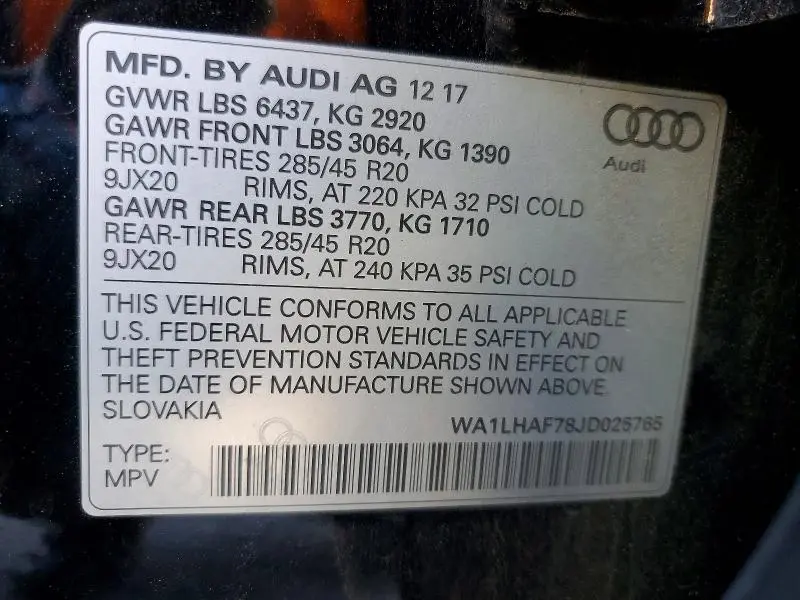 MFD. BY AUDI AG 12 17
GVWR LBS 6437, KG 2920
GAWR FRONT LBS 3064, KG 1390
FRONT-TIRES 285/45 R20
9JX20 RIMS, AT 220 KPA 32 PSI COLD
GAWR REAR LBS 3770, KG 1710
REAR-TIRES 285/45 R20
9JX20 RIMS, AT 240 KPA 35 PSI COLD
Audi
THIS VEHICLE CONFORMS TO ALL APPLICABLE
U.S. FEDERAL MOTOR VEHICLE SAFETY AND
THEFT PREVENTION STANDARDS IN EFFECT ON
THE DATE OF MANUFACTURE SHOWN ABOVE.
SLOVAKIA
WA1LHAF78JD026765
TYPE:
MPV